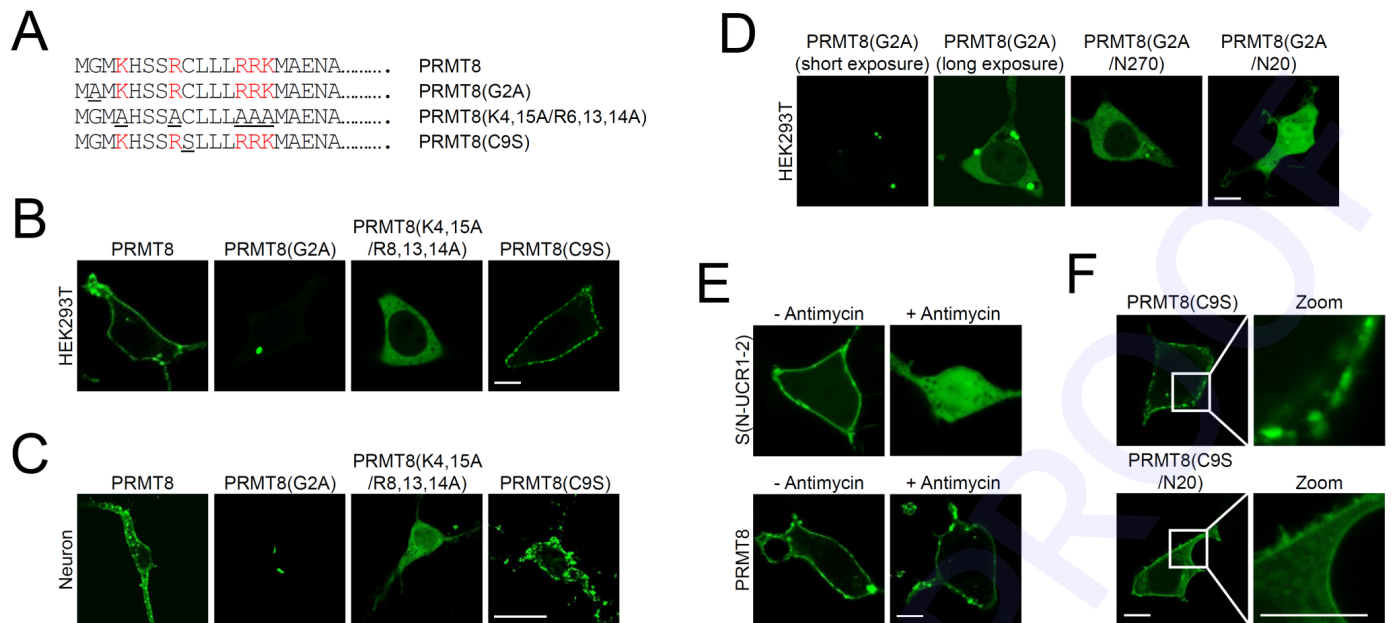 A
MGMKHSSRCLLLRRKMAENA.......... PRMT8
MAMKHSSRCLLLRRKMAENA.......... PRMT8(G2A)
MGMAHSSACLLLAAAMAENA.......... PRMT8(K4,15A/R6,13,14A)
MGMKHSSRSLLLRRKMAENA.......... PRMT8(C9S)
B
PRMT8
PRMT8(G2A)
PRMT8(K4,15A
/R8,13,14A)
PRMT8(C9S)
HEK293T
C
PRMT8
PRMT8(G2A)
PRMT8(K4,15A
/R8,13,14A)
PRMT8(C9S)
Neuron
D
PRMT8(G2A)
(short exposure)
PRMT8(G2A)
(long exposure)
PRMT8(G2A
/N270)
PRMT8(G2A
/N20)
HEK293T
E
- Antimycin
+ Antimycin
S(N-UCR1-2)
- Antimycin
+ Antimycin
PRMT8
F
PRMT8(C9S)
Zoom
PRMT8(C9S
/N20)
Zoom
PROOF